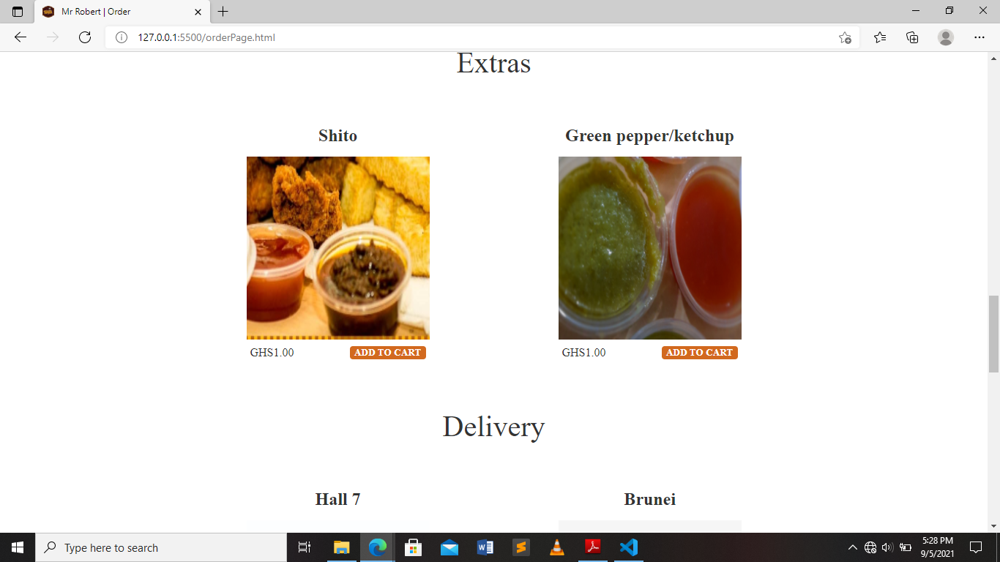 Mr Robert | Order
127.0.0.1:5500/orderPage.html
Extras
Shito
Green pepper/ketchup
GHS1.00
ADD TO CART
GHS1.00
ADD TO CART
Delivery
Hall 7
Brunei
Type here to search
5:28 PM
9/5/2021